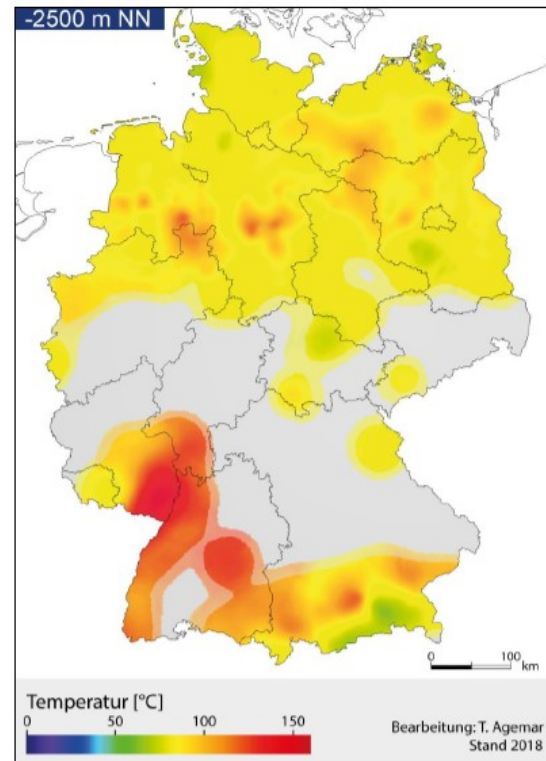 -2500 m NN
0 100
km
Temperatur [°C]
0 50 100 150
Bearbeitung: T. Agemar
Stand 2018